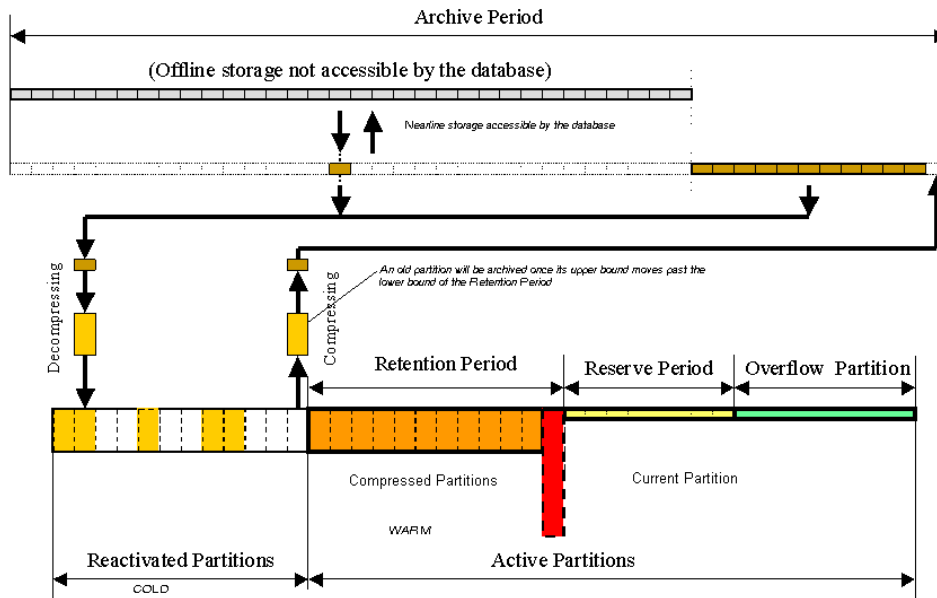 Archive Period
(Offline storage not accessible by the database)
Nearline storage accessible by the database
Decompressing
Compressing
An old partition will be archived once its upper bound moves past the
lower bound of the Retention Period
Retention Period
Reserve Period
Overflow Partition
Compressed Partitions
Current Partition
WARM
Reactivated Partitions
Active Partitions
COLD